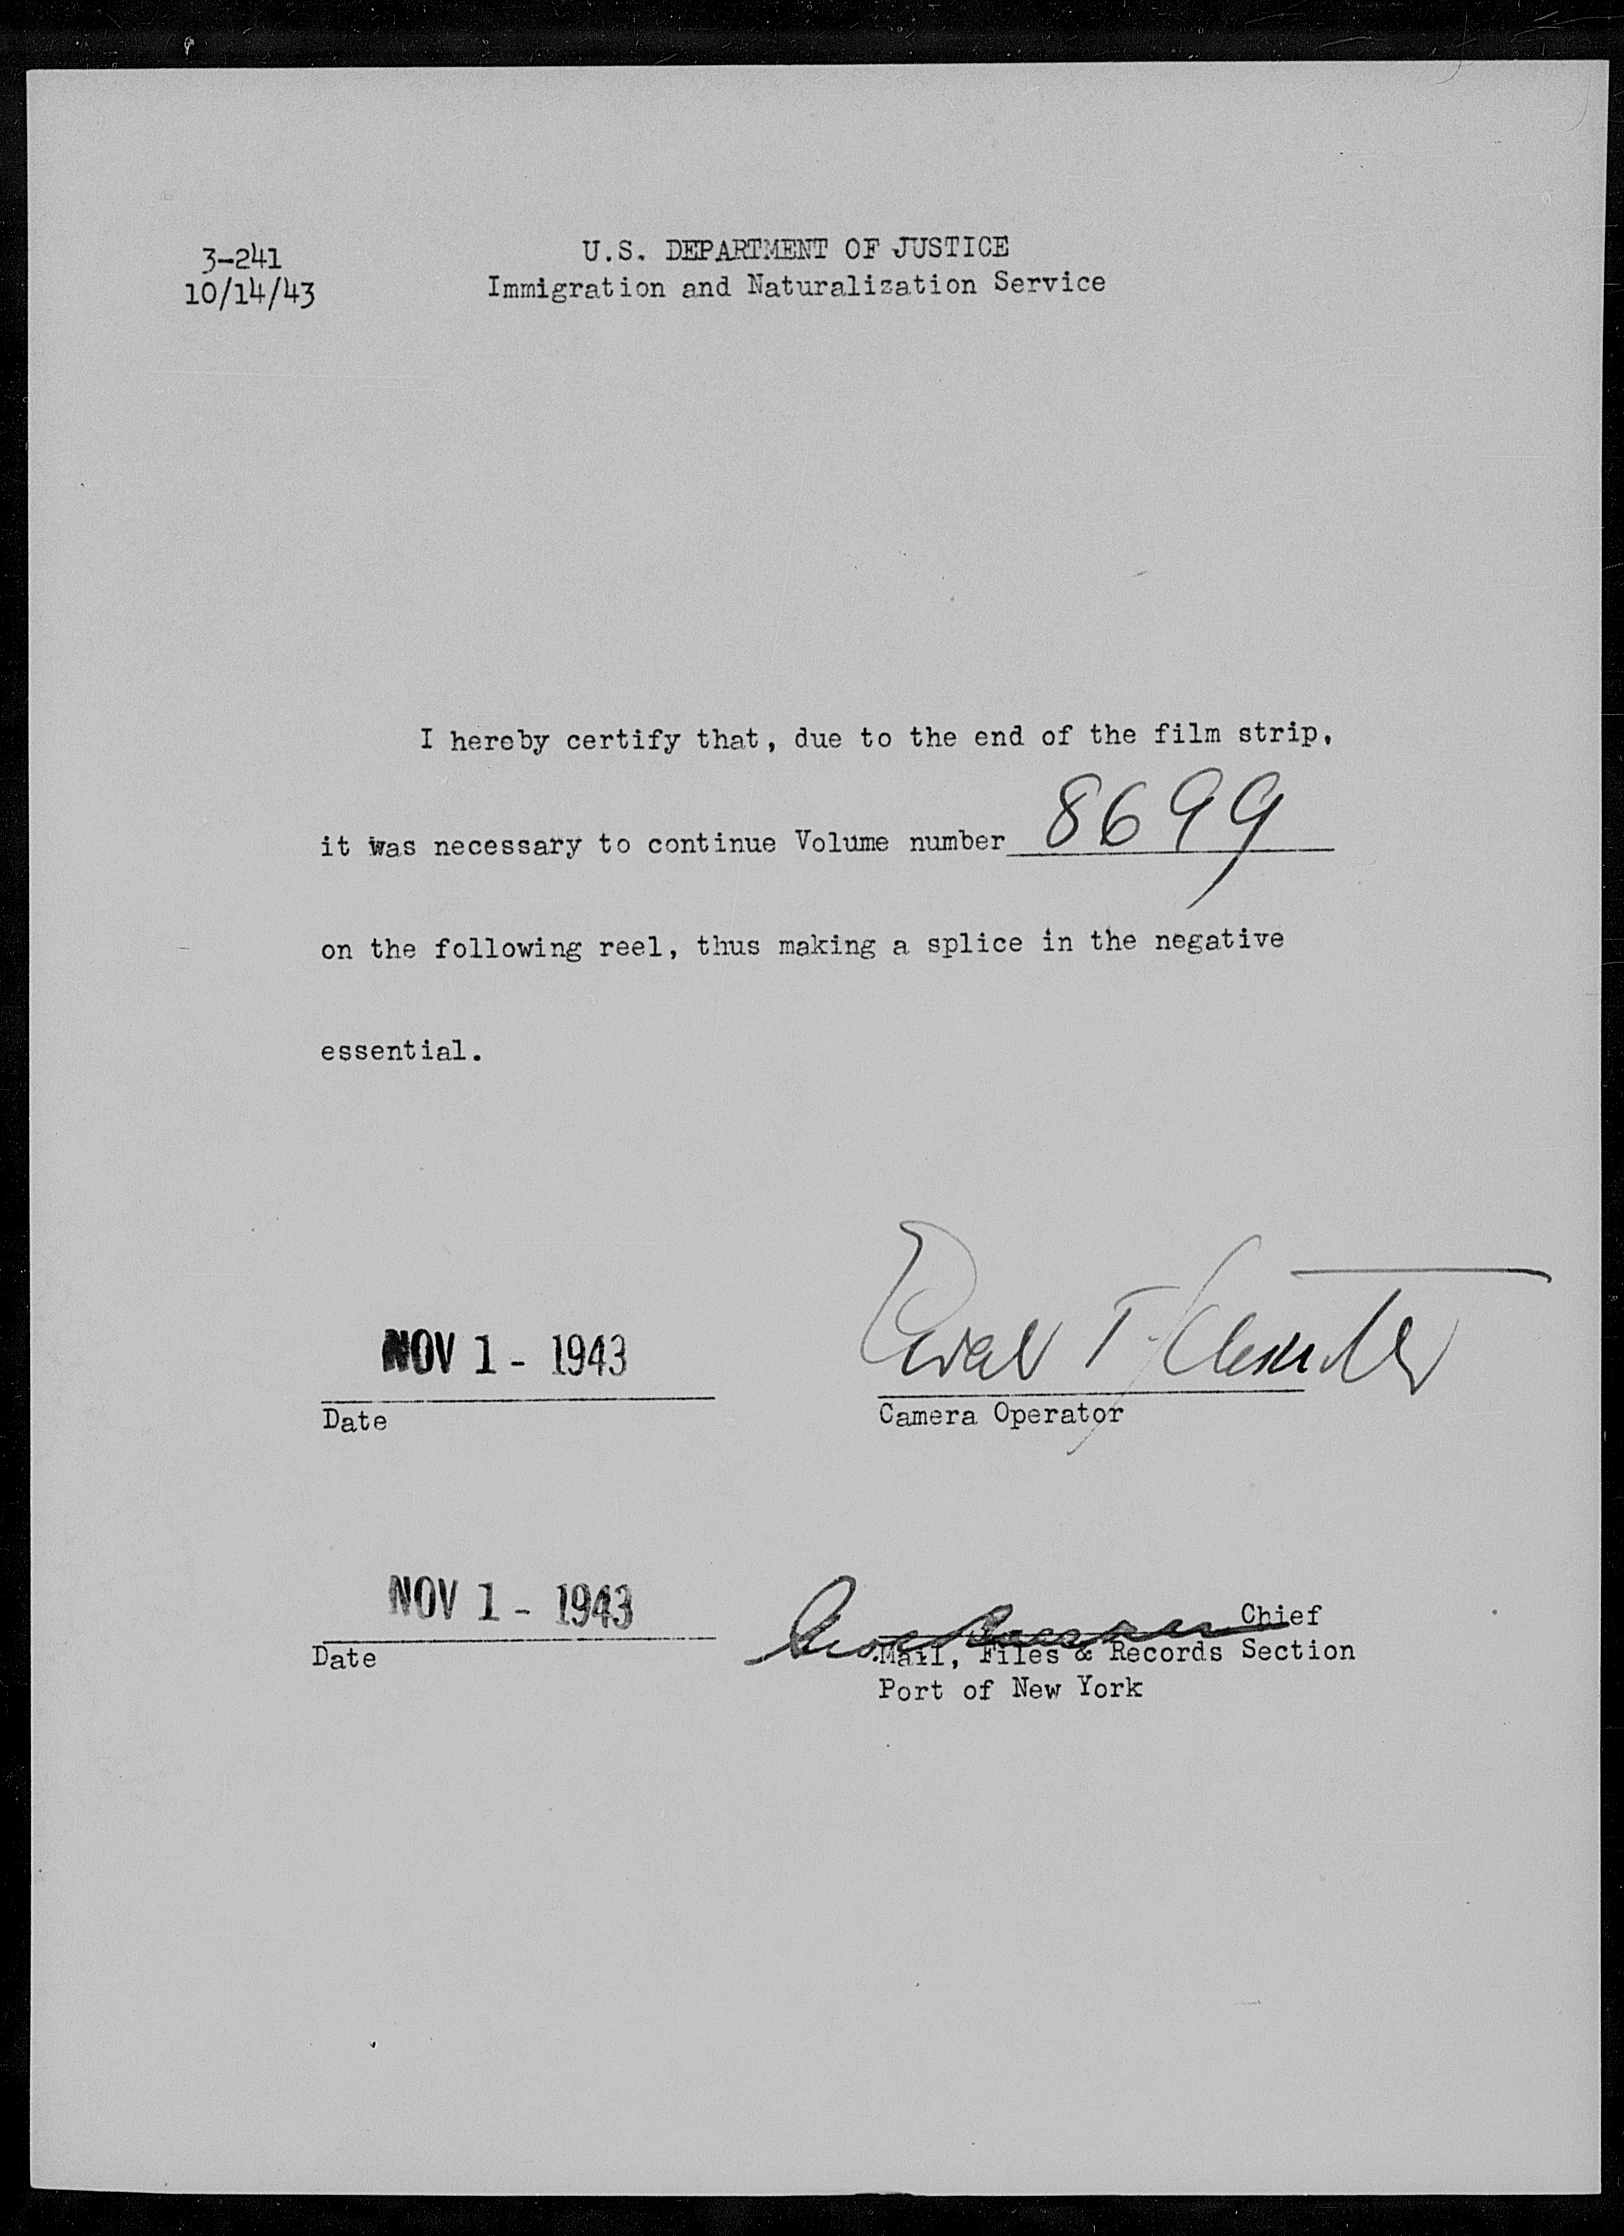 3-241
10/14/43
U.S. DEPARTMENT OF JUSTICE
Immigration and Naturalization Service
I hereby certify that, due to the end of the film strip,
it was necessary to continue Volume number 8699
on the following reel, thus making a splice in the negative
essential.
NOV 1 - 1943
Date
T.
Camera Operator
NOV 1 - 1943
Date
Geo.
Chief
Mail, Files & Records Section
Port of New York